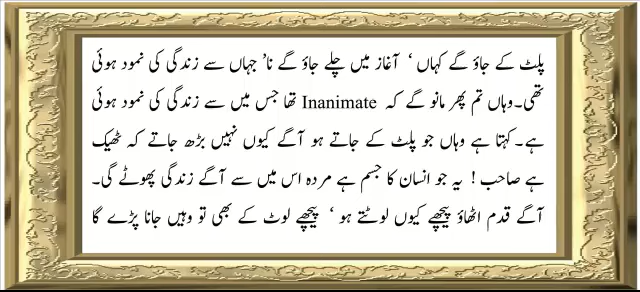 پلٹ کے جاؤ گے کہاں ‘ آغاز میں چلے جاؤ گے نا’ جہاں سے زندگی کی نمود ہوئی
تھی۔وہاں تم پھر مانو گے کہ Inanimate تھا جس میں سے زندگی کی نمود ہوئی
ہے۔کہتا ہے وہاں جو پلٹ کے جاتے ہو آگے کیوں نہیں بڑھ جاتے کہ ٹھیک
ہے صاحب ! یہ جو انسان کا جسم ہے مردہ اس میں سے آگے زندگی پھوٹے گی۔
آگے قدم اٹھاؤ پیچھے کیوں لوٹتے ہو ‘ پیچھے لوٹ کے بھی تو وہیں جانا پڑے گا